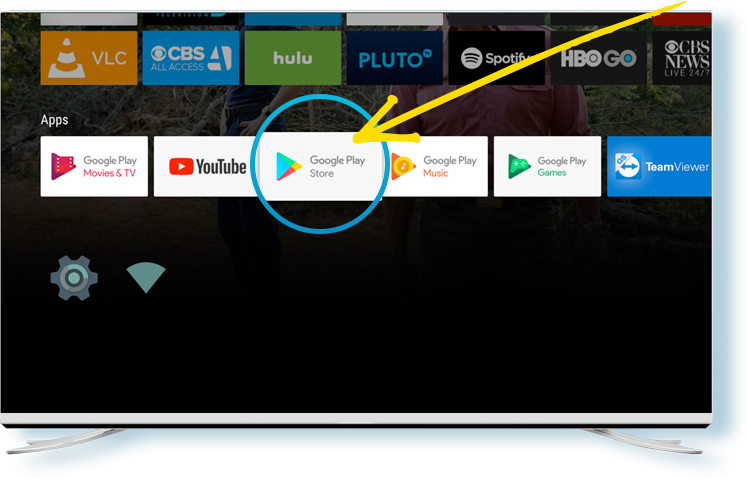 TELEVISION
VLC
CBS
ALL ACCESS
hulu
PLUTO TV
Spotify
HBO GO
CBS
NEWS
LIVE 24/7
Apps
Google Play
Movies & TV
YouTube
Google Play
Store
Google Play
Music
Google Play
Games
TeamViewer